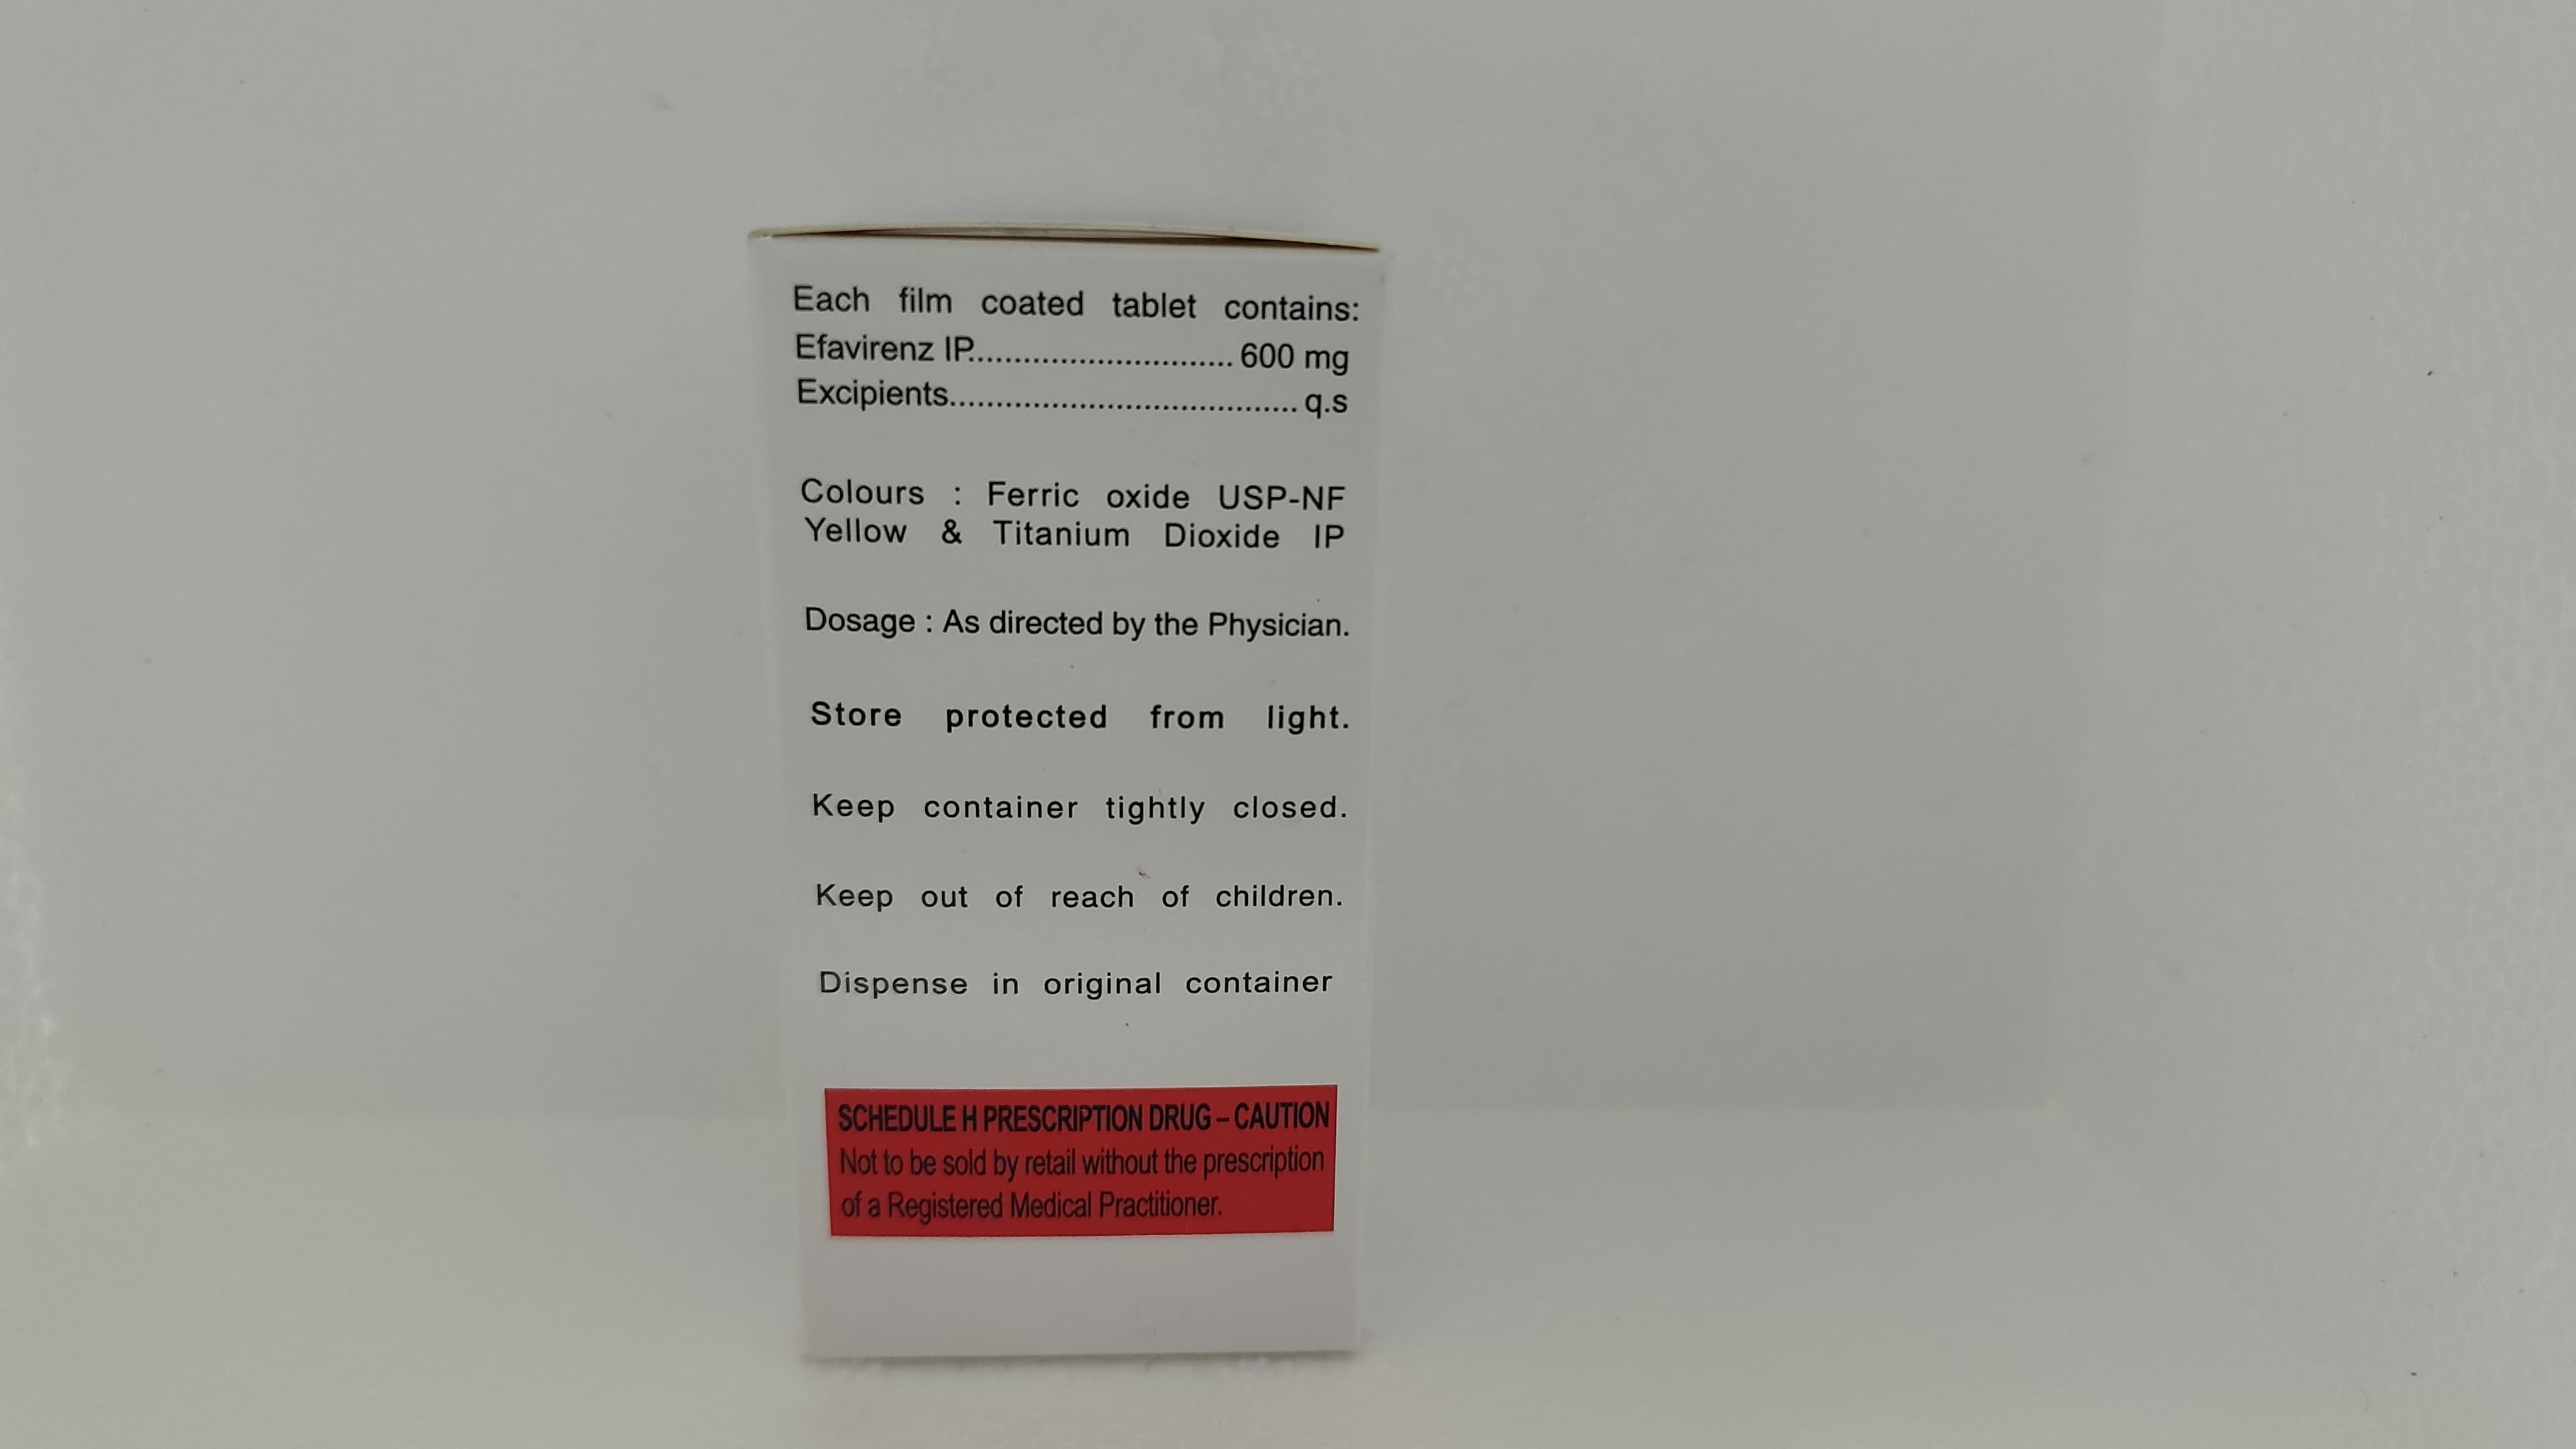 Each film coated tablet contains:
Efavirenz IP............................. 600 mg
Excipients...................................... q.s
Colours : Ferric oxide USP-NF
Yellow & Titanium Dioxide IP
Dosage : As directed by the Physician.
Store protected from light.
Keep container tightly closed.
Keep out of reach of children.
Dispense in original container
SCHEDULE H PRESCRIPTION DRUG – CAUTION
Not to be sold by retail without the prescription
of a Registered Medical Practitioner.